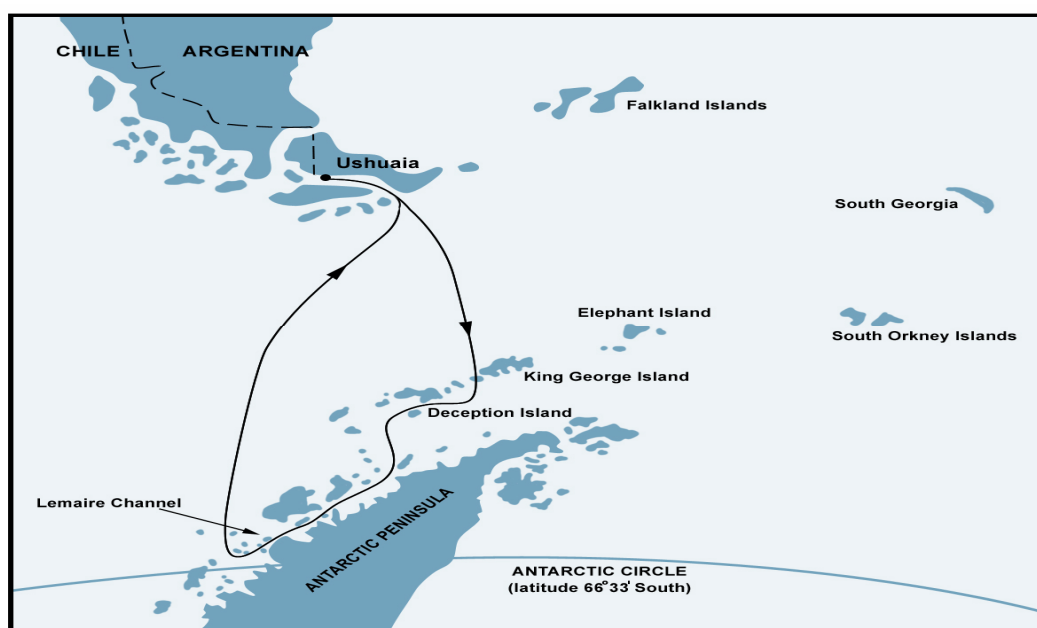 CHILE
ARGENTINA
Falkland Islands
Ushuaia
South Georgia
Elephant Island
South Orkney Islands
King George Island
Deception Island
Lemaire Channel
ANTARCTIC PENINSULA
ANTARCTIC CIRCLE
(latitude 66°33' South)